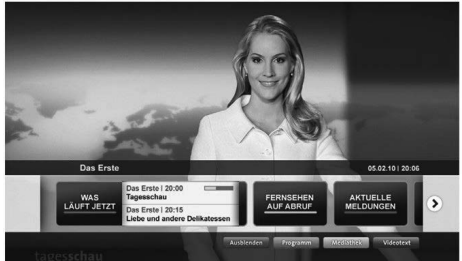 Das Erste
05.02.10 | 20:06
WAS
LÄUFT JETZT
Das Erste | 20:00
Tagesschau
Das Erste | 20:15
Liebe und andere Delikatessen
FERNSEHEN
AUF ABRUF
AKTUELLE
MELDUNGEN
Ausblenden
Programm
Mediathek
Videotext
tagesschau